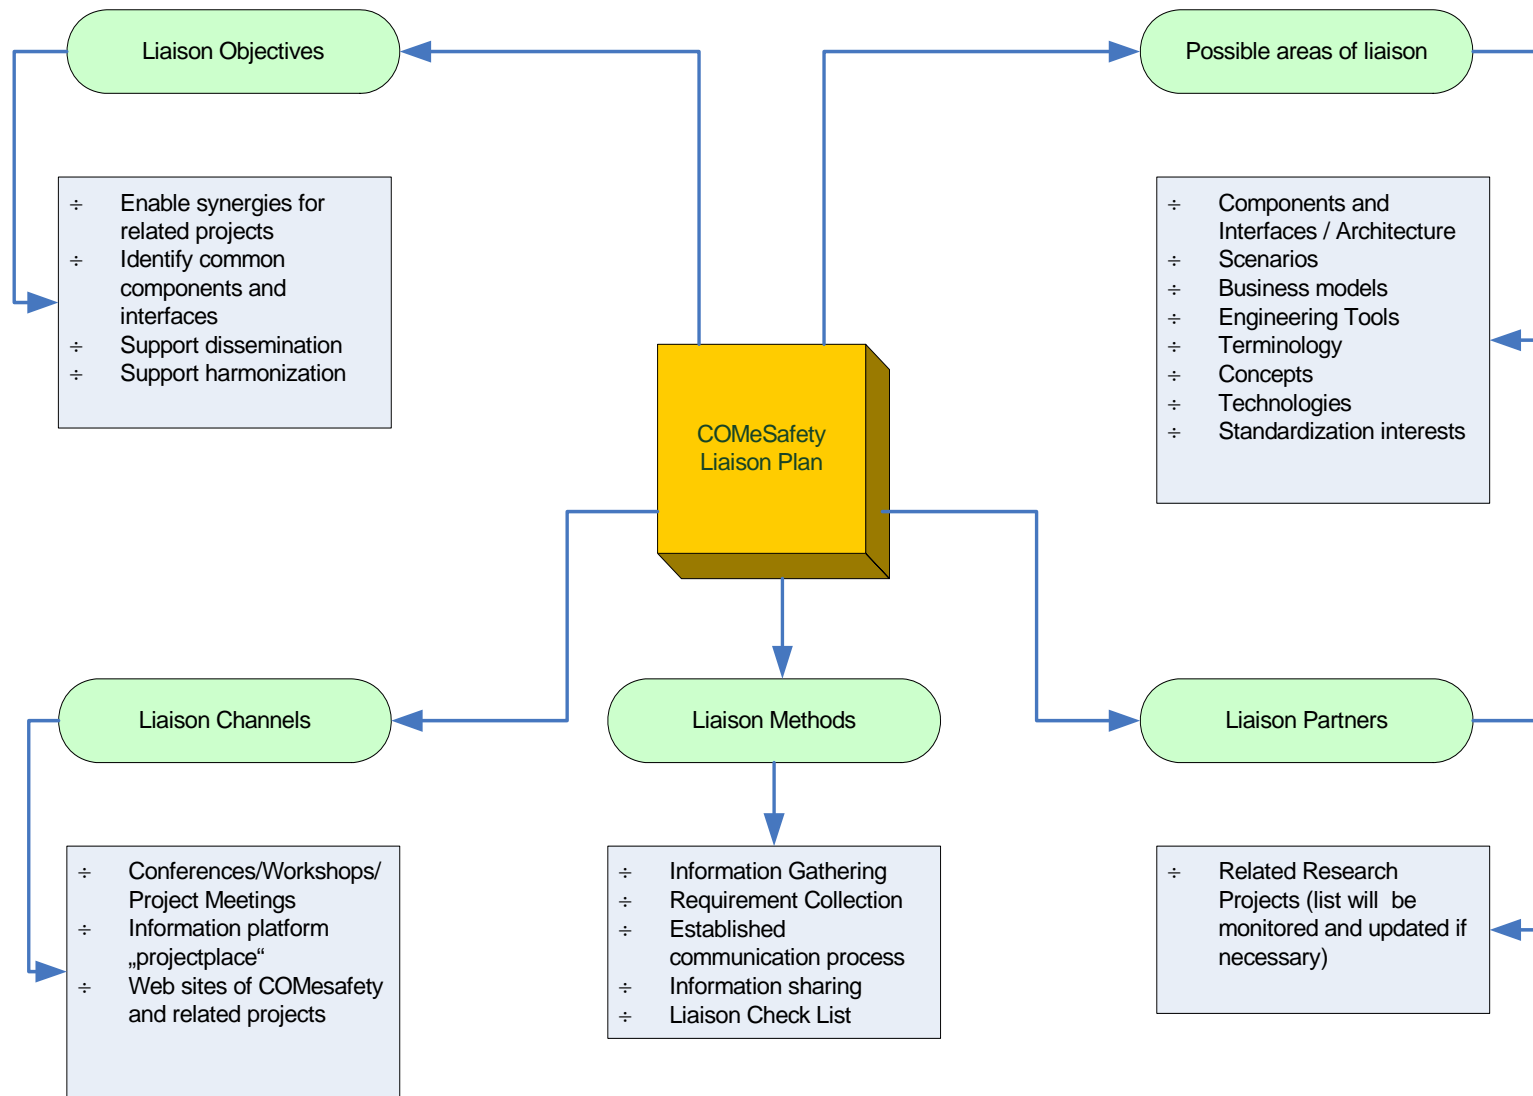 Liaison Objectives
Possible areas of liaison
÷ Enable synergies for
related projects
÷ Identify common
components and
interfaces
÷ Support dissemination
÷ Support harmonization
÷ Components and
Interfaces / Architecture
÷ Scenarios
÷ Business models
÷ Engineering Tools
÷ Terminology
÷ Concepts
÷ Technologies
÷ Standardization interests
COMeSafety
Liaison Plan
Liaison Channels
Liaison Methods
Liaison Partners
÷ Conferences/Workshops/
Project Meetings
÷ Information platform
„projectplace“
÷ Web sites of COMesafety
and related projects
÷ Information Gathering
÷ Requirement Collection
÷ Established
communication process
÷ Information sharing
÷ Liaison Check List
÷ Related Research
Projects (list will be
monitored and updated if
necessary)